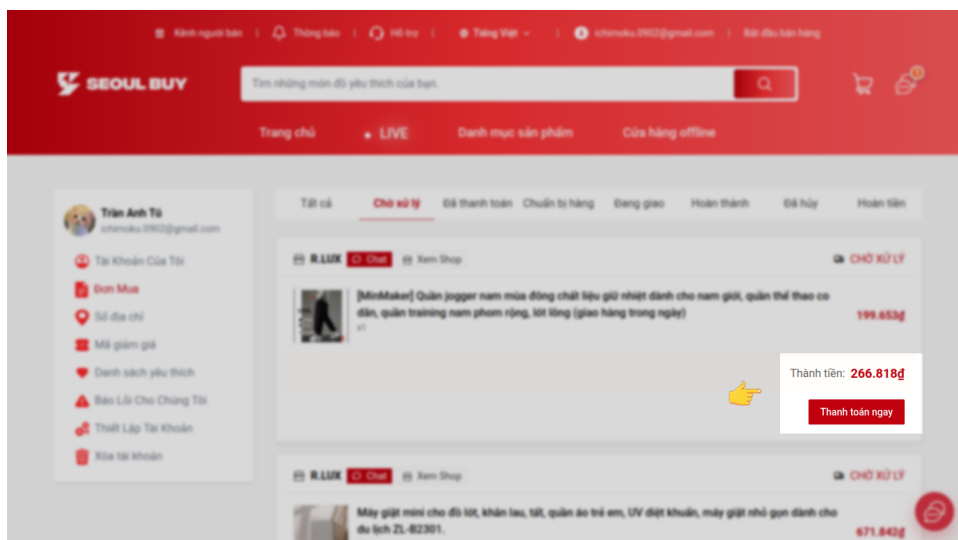 Kênh người bán | Thông báo | Hỗ trợ | Tiếng Việt | ichimoku.0902@gmail.com | Bắt đầu bán hàng
SEOUL BUY
Tìm những món đồ yêu thích của bạn.
Trang chủ
LIVE
Danh mục sản phẩm
Cửa hàng offline
Trần Anh Tú
ichimoku.0902@gmail.com
Tài Khoản Của Tôi
Đơn Mua
Sổ địa chỉ
Mã giảm giá
Danh sách yêu thích
Báo Lỗi Cho Chúng Tôi
Thiết Lập Tài Khoản
Xóa tài khoản
Tất cả Chờ xử lý Đã thanh toán Chuẩn bị hàng Đang giao Hoàn thành Đã hủy Hoàn tiền
R.LUX Chat Xem Shop CHỜ XỬ LÝ
[MinMaker] Quần jogger nam mùa đông chất liệu giữ nhiệt dành cho nam giới, quần thể thao co
dãn, quần training nam phom rộng, lót lông (giao hàng trong ngày)
x1
199.653₫
Thành tiền: 266.818₫
Thanh toán ngay
R.LUX Chat Xem Shop CHỜ XỬ LÝ
Máy giặt mini cho đồ lót, khăn lau, tất, quần áo trẻ em, UV diệt khuẩn, máy giặt nhỏ gọn dành cho
du lịch ZL-B2301.
671.842₫